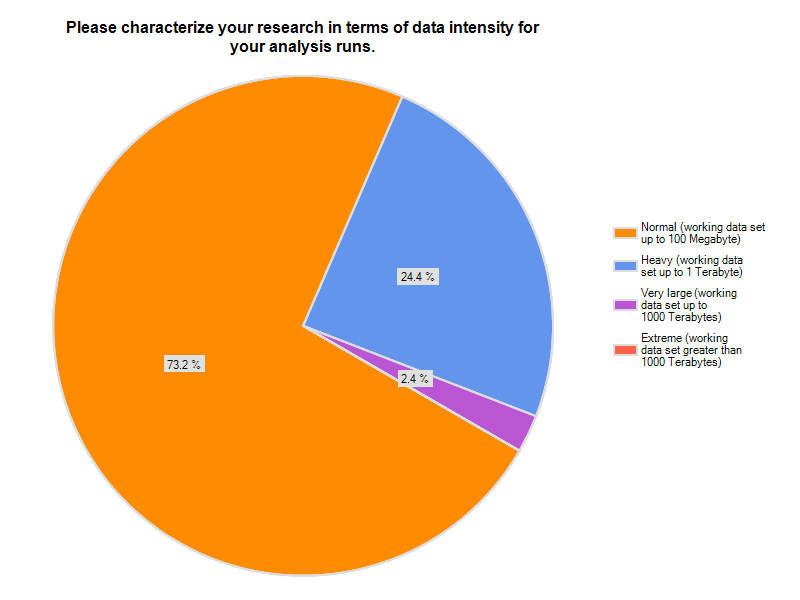 Please characterize your research in terms of data intensity for
your analysis runs.
24.4 %
73.2 %
2.4 %
Normal (working data set
up to 100 Megabyte)
Heavy (working data
set up to 1 Terabyte)
Very large (working
data set up to
1000 Terabytes)
Extreme (working
data set greater than
1000 Terabytes)